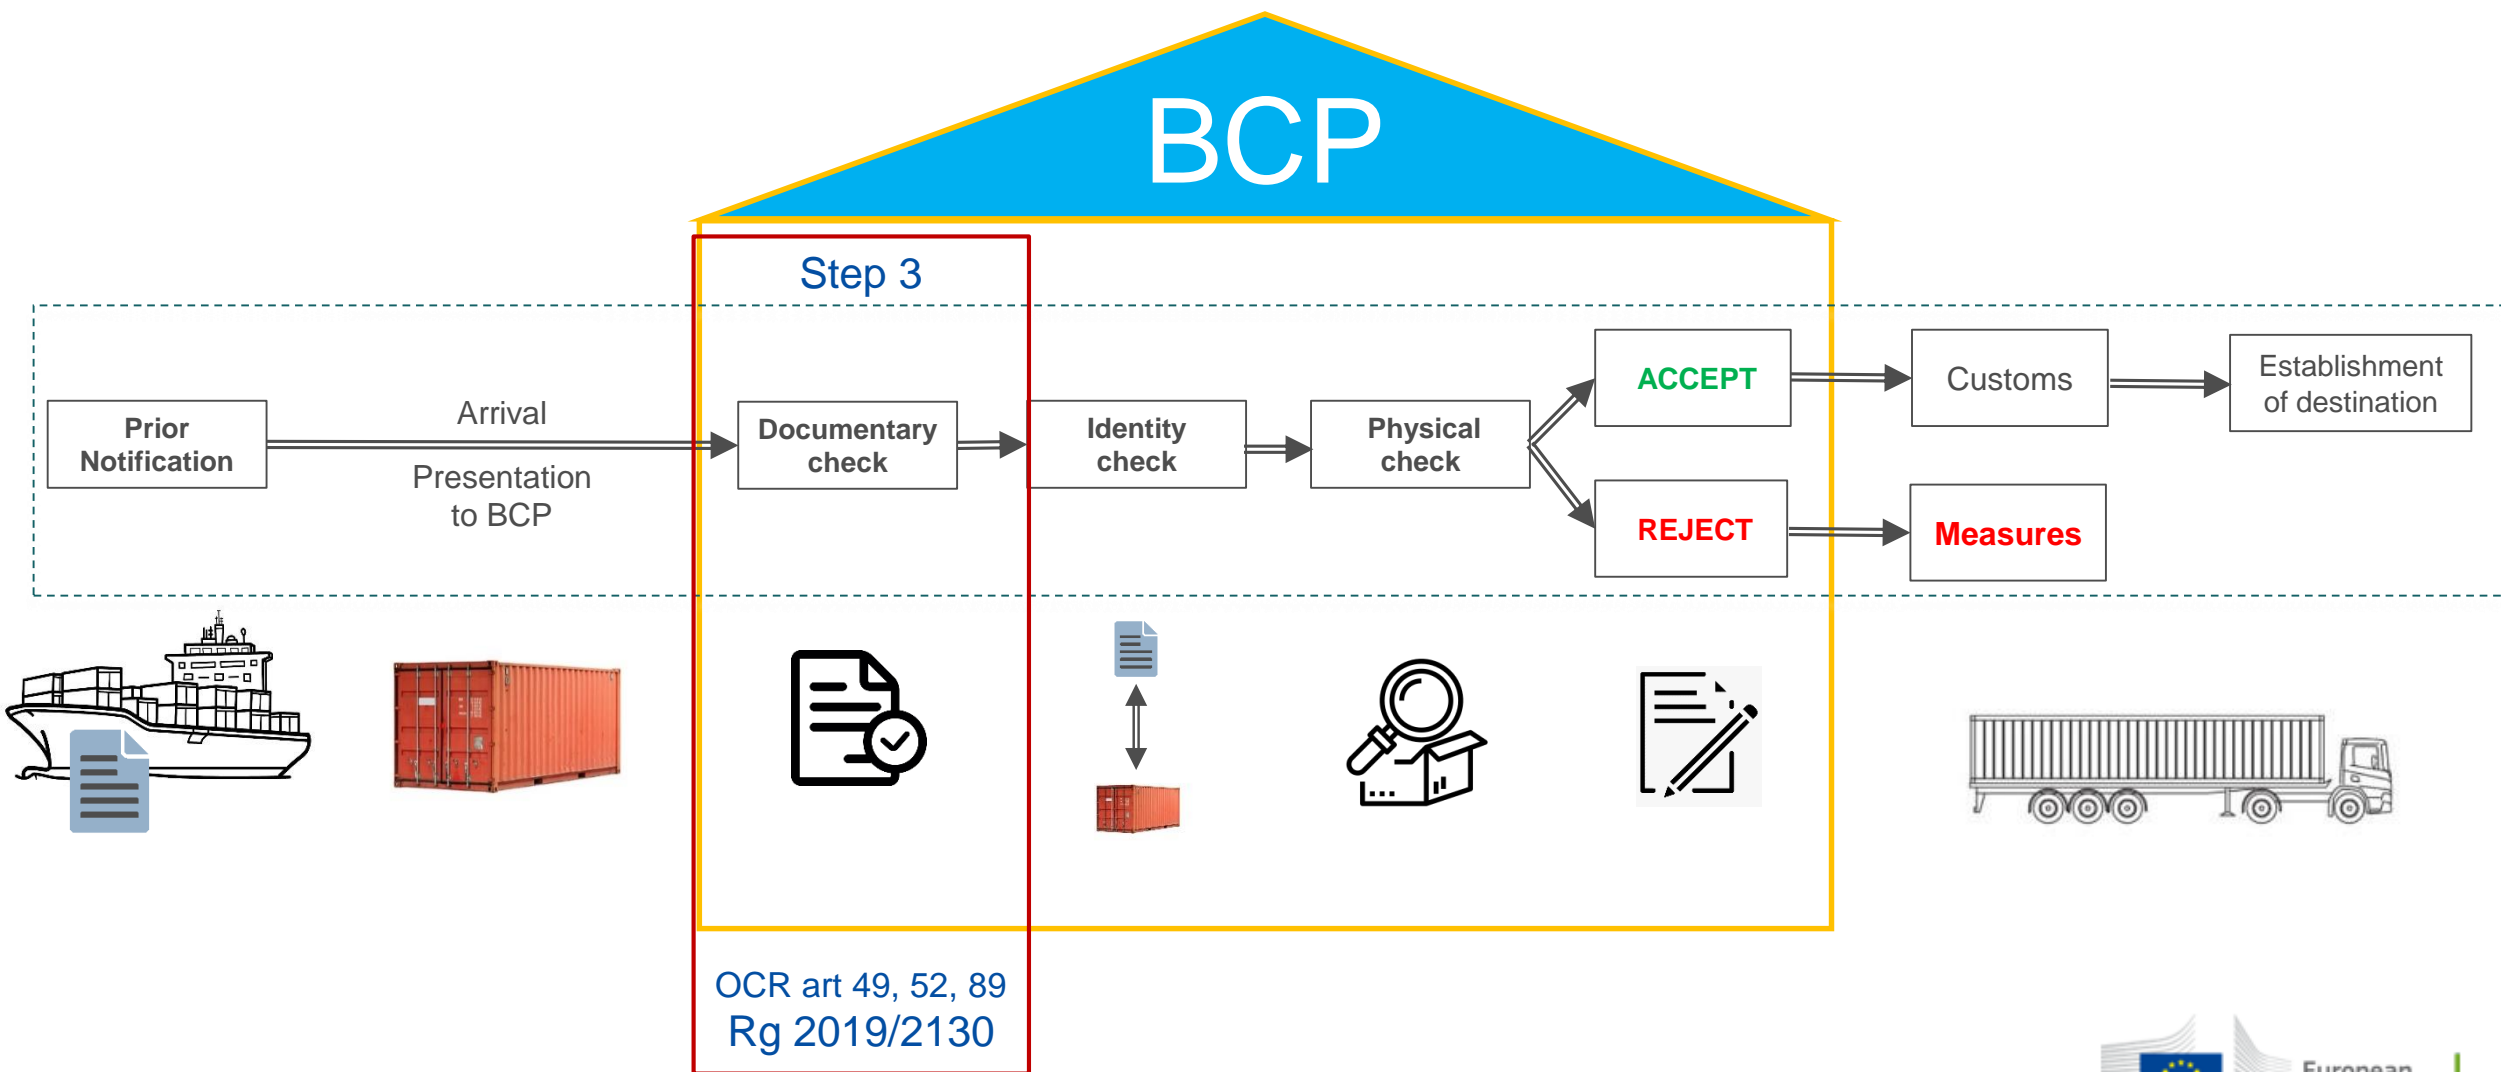 BCP
Step 3
Prior
Notification
Arrival
Presentation
to BCP
Documentary
check
Identity
check
Physical
check
ACCEPT
REJECT
Customs
Measures
Establishment
of destination
OCR art 49, 52, 89
Rg 2019/2130
European